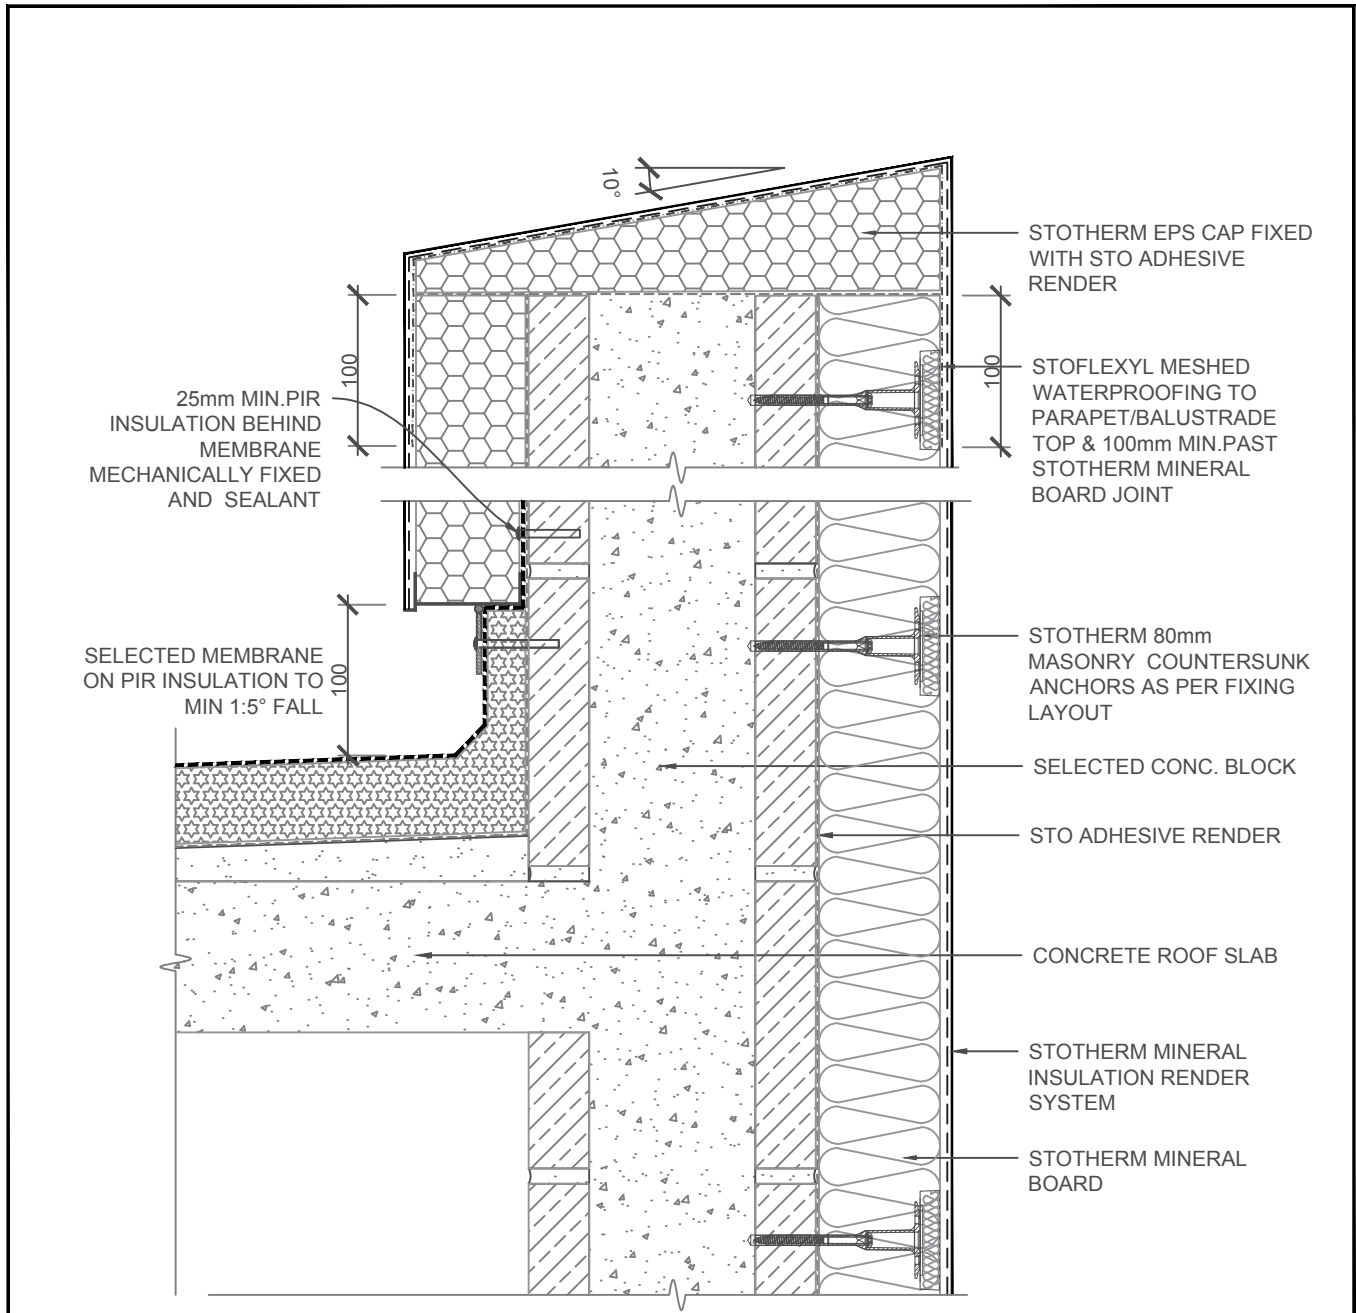 10°
STOTHERM EPS CAP FIXED
WITH STO ADHESIVE
RENDER
100
100
STOFLEXYL MESHED
WATERPROOFING TO
PARAPET/BALUSTRADE
TOP & 100mm MIN.PAST
STOTHERM MINERAL
BOARD JOINT
25mm MIN.PIR
INSULATION BEHIND
MEMBRANE
MECHANICALLY FIXED
AND SEALANT
STOTHERM 80mm
MASONRY COUNTERSUNK
ANCHORS AS PER FIXING
LAYOUT
SELECTED MEMBRANE
ON PIR INSULATION TO
MIN 1:5° FALL
100
SELECTED CONC. BLOCK
STO ADHESIVE RENDER
CONCRETE ROOF SLAB
STOTHERM MINERAL
INSULATION RENDER
SYSTEM
STOTHERM MINERAL
BOARD